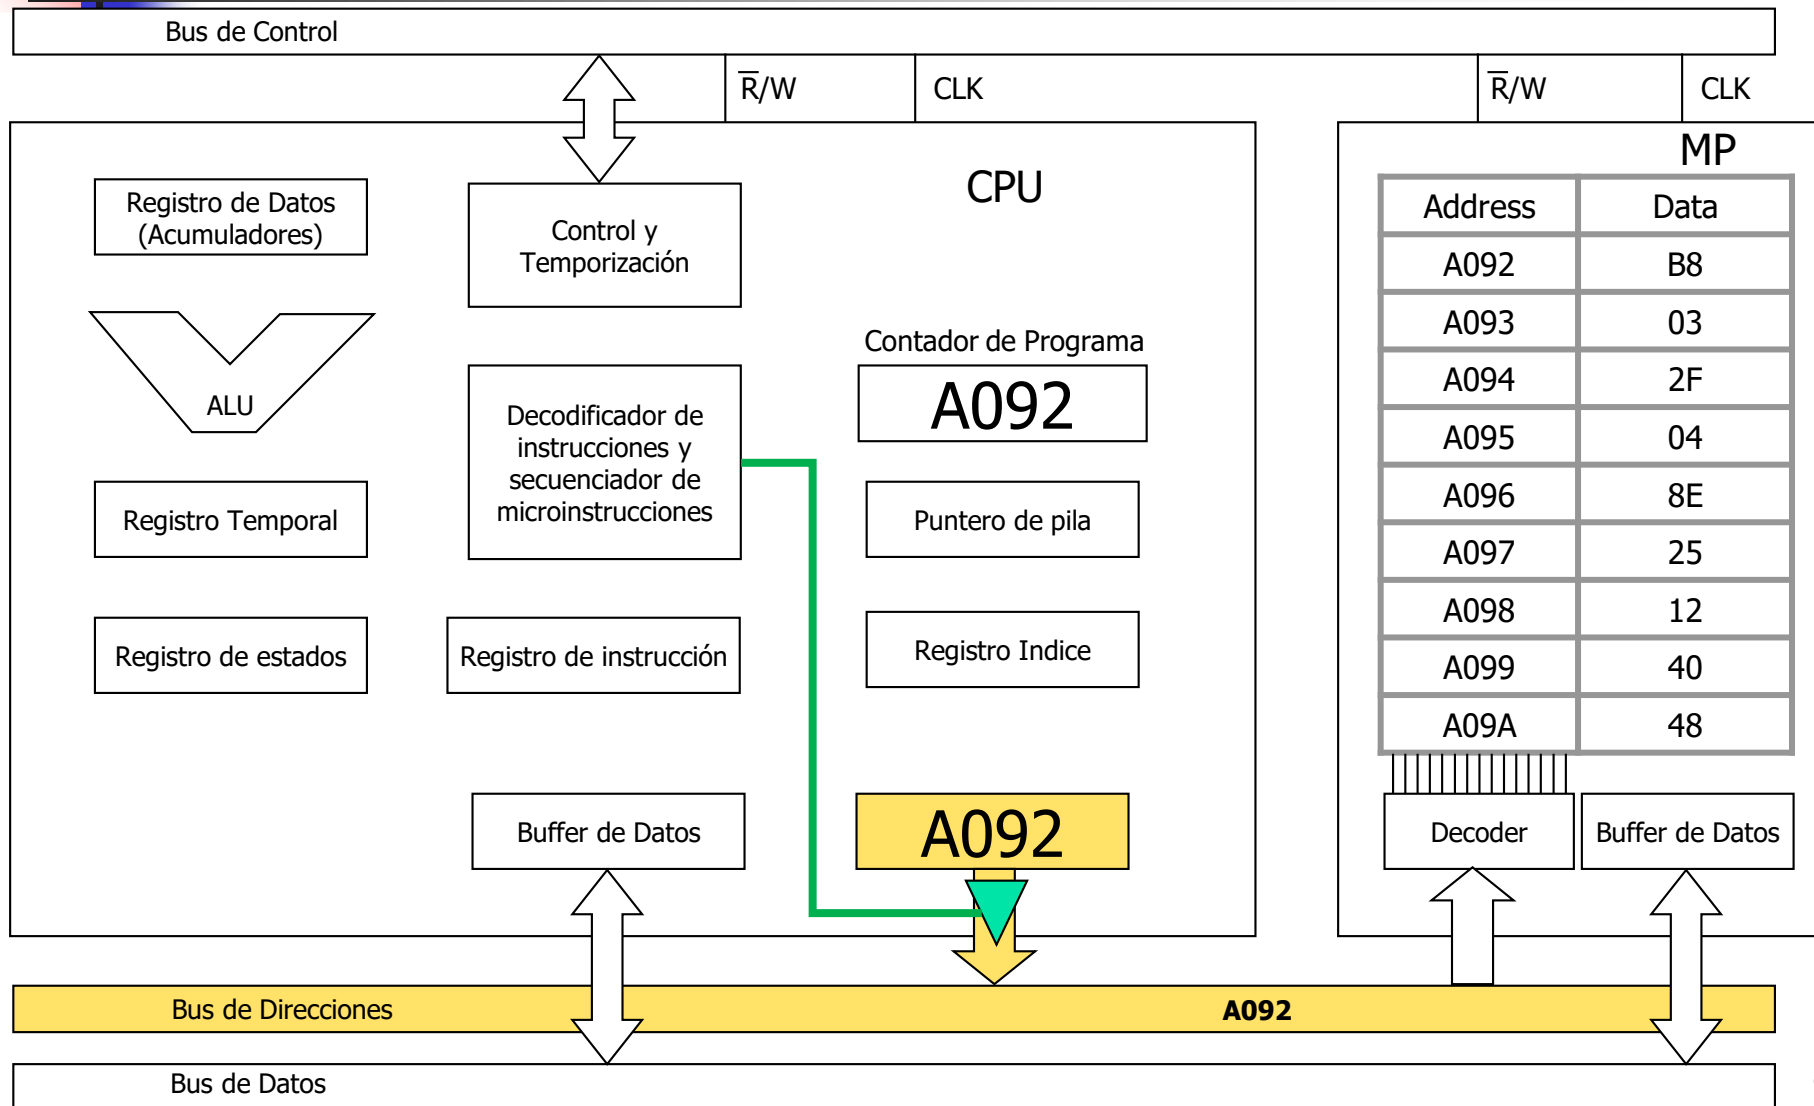 Bus de Control
R̅/W
CLK
R̅/W
CLK
CPU
MP
Registro de Datos
(Acumuladores)
Control y
Temporización
ALU
Decodificador de
instrucciones y
secuenciador de
microinstrucciones
Contador de Programa
A092
Registro Temporal
Puntero de pila
Registro de estados
Registro de instrucción
Registro Indice
Buffer de Datos
A092
Address Data
A092 B8
A093 03
A094 2F
A095 04
A096 8E
A097 25
A098 12
A099 40
A09A 48
Decoder
Buffer de Datos
Bus de Direcciones
A092
Bus de Datos